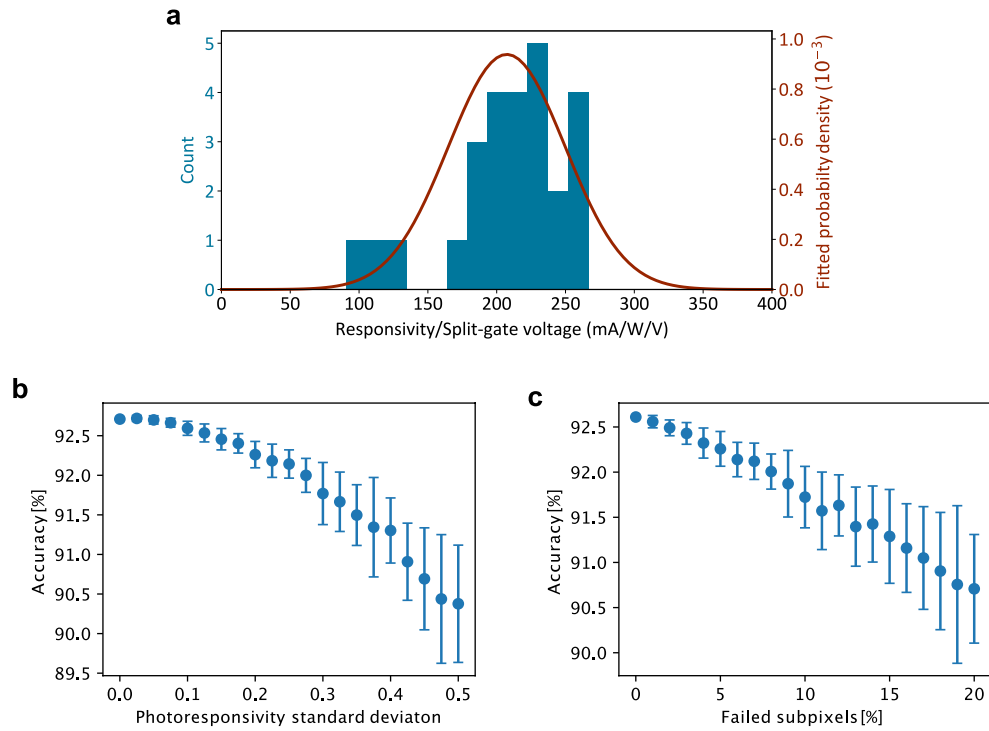 a
5
4
3
2
1
0
Count
1.0
0.8
0.6
0.4
0.2
0.0
Fitted probabilty density (10⁻³)
0 50 100 150 200 250 300 350 400
Responsivity/Split-gate voltage (mA/W/V)
b
92.5
92.0
91.5
91.0
90.5
90.0
89.5
Accuracy[%]
0.0 0.1 0.2 0.3 0.4 0.5
Photoresponsivity standard deviaton
c
92.5
92.0
91.5
91.0
90.5
90.0
Accuracy[%]
0 5 10 15 20
Failed subpixels[%]